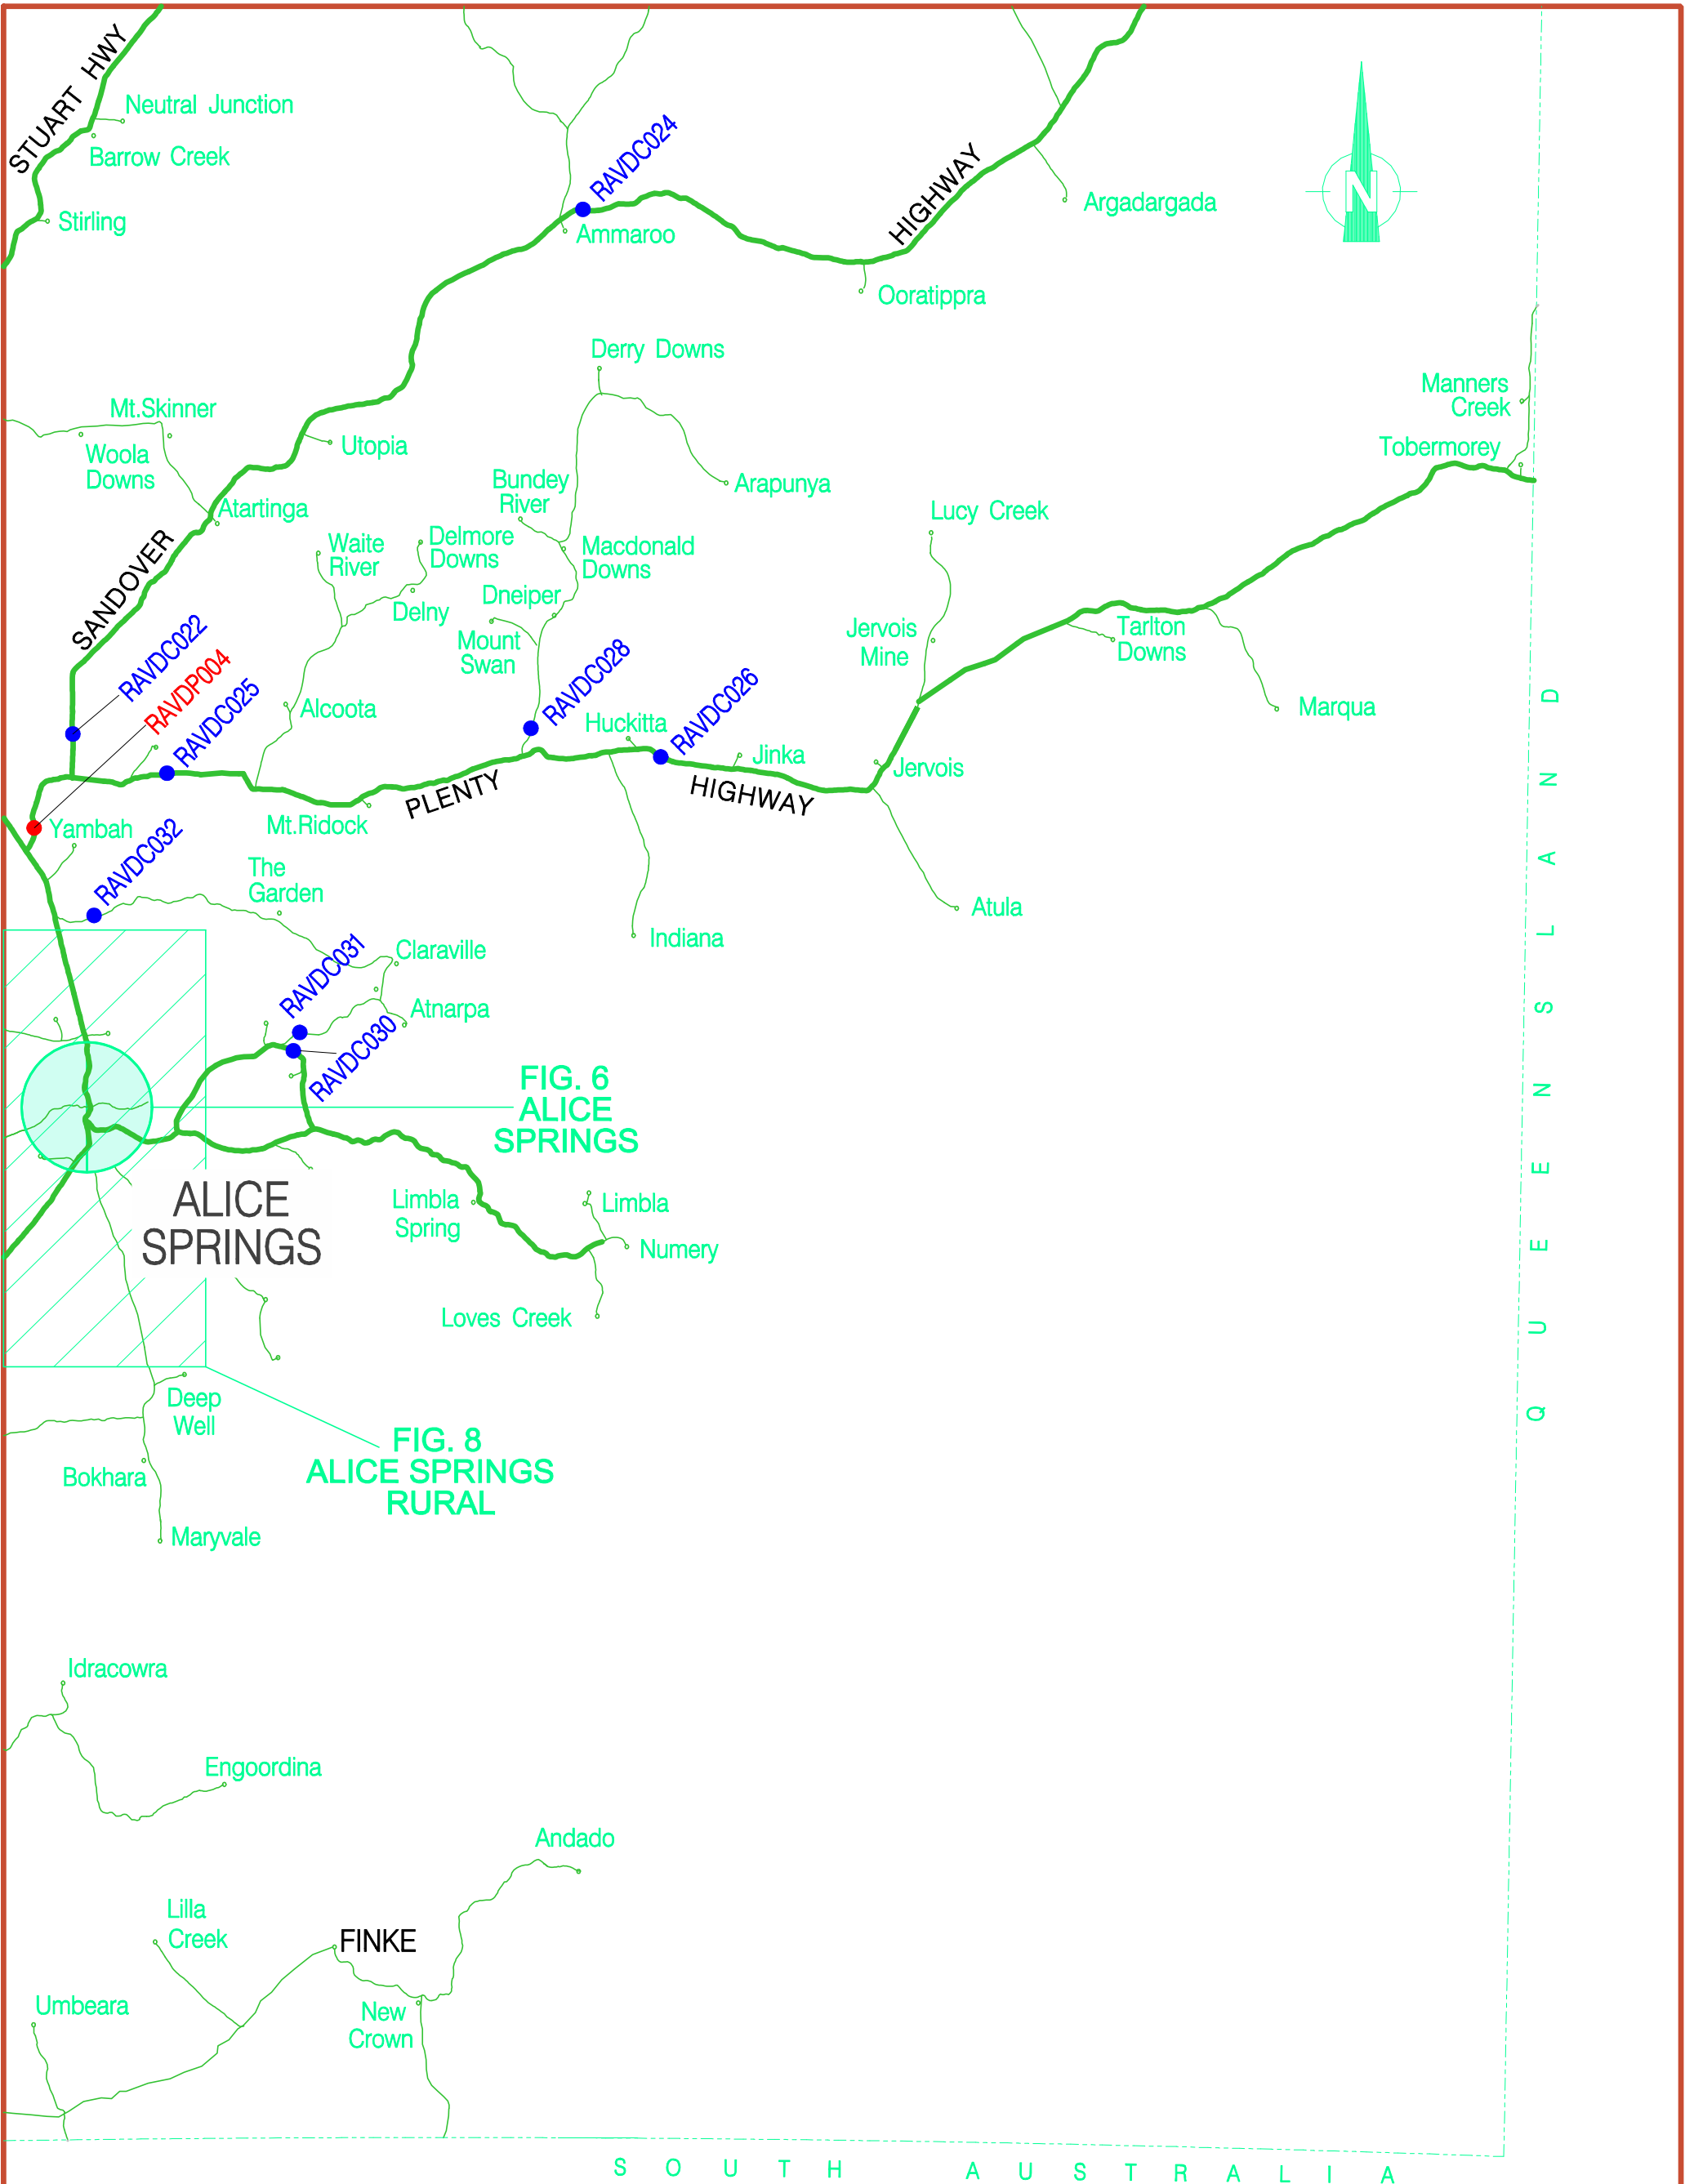 STUART HWY
Neutral Junction
Barrow Creek
Stirling
RAVDC024
Ammaroo
HIGHWAY
Argadargada
Ooratippra
N
Derry Downs
Manners
Creek
Tobermorey
Mt.Skinner
Woola
Downs
Utopia
Atartinga
Bundey
River
Arapunya
Lucy Creek
Waite
River
Delmore
Downs
Macdonald
Downs
Delny
Dneiper
Mount
Swan
SANDOVER
RAVDC022
RAVDP004
RAVDC025
Jervois
Mine
Tarlton
Downs
Marqua
Alcoota
RAVDC028
Huckitta
RAVDC026
Jinka
Jervois
PLENTY
HIGHWAY
Mt.Ridock
Yambah
RAVDC032
The
Garden
Atula
Indiana
Claraville
RAVDC031
Atnarpa
RAVDC030
FIG. 6
ALICE
SPRINGS
ALICE
SPRINGS
Limbla
Spring
Limbla
Numery
Loves Creek
QUEENSLAND
Deep
Well
FIG. 8
ALICE SPRINGS
RURAL
Bokhara
Maryvale
Idracowra
Engoordina
Andado
Lilla
Creek
FINKE
Umbeara
New
Crown
SOUTH AUSTRALIA